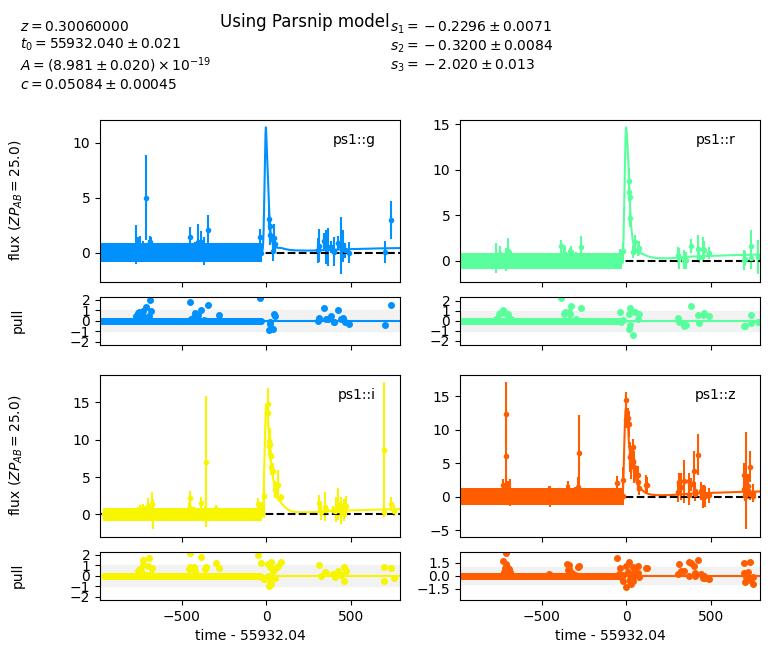 Using Parsnip model
z = 0.30060000
t₀ = 55932.040 ± 0.021
A = (8.981 ± 0.020) × 10⁻¹⁹
c = 0.05084 ± 0.00045
s₁ = −0.2296 ± 0.0071
s₂ = −0.3200 ± 0.0084
s₃ = −2.020 ± 0.013
flux (ZP_AB = 25.0)
10
5
0
ps1::g
15
10
5
0
ps1::r
pull
2
1
0
−1
−2
2
1
0
−1
−2
flux (ZP_AB = 25.0)
15
10
5
0
ps1::i
15
10
5
0
−5
ps1::z
pull
2
1
0
−1
−2
1.5
0.0
−1.5
−500 0 500
−500 0 500
time - 55932.04
time - 55932.04